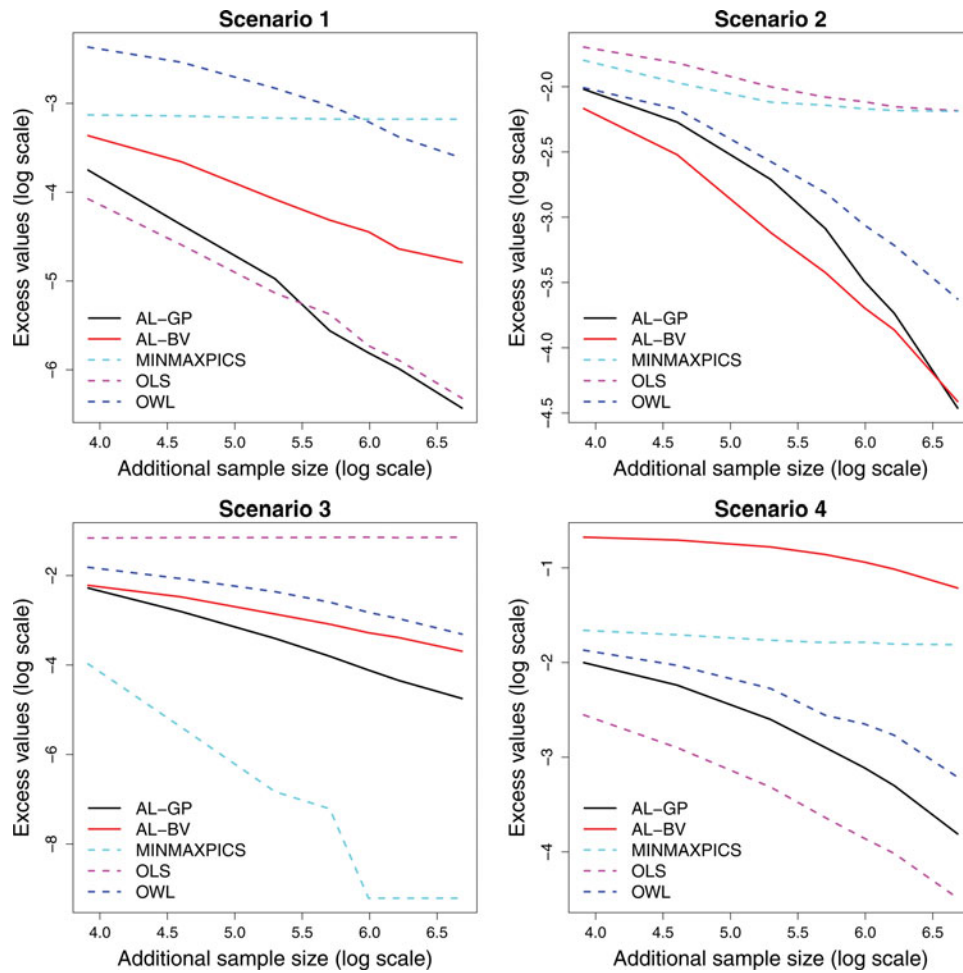 Scenario 1
Excess values (log scale)
-3
-4
-5
-6
AL-GP
AL-BV
MINMAXPICS
OLS
OWL
4.0 4.5 5.0 5.5 6.0 6.5
Additional sample size (log scale)
Scenario 2
Excess values (log scale)
-2.0
-2.5
-3.0
-3.5
-4.0
-4.5
AL-GP
AL-BV
MINMAXPICS
OLS
OWL
4.0 4.5 5.0 5.5 6.0 6.5
Additional sample size (log scale)
Scenario 3
Excess values (log scale)
-2
-4
-6
-8
AL-GP
AL-BV
MINMAXPICS
OLS
OWL
4.0 4.5 5.0 5.5 6.0 6.5
Additional sample size (log scale)
Scenario 4
Excess values (log scale)
-1
-2
-3
-4
AL-GP
AL-BV
MINMAXPICS
OLS
OWL
4.0 4.5 5.0 5.5 6.0 6.5
Additional sample size (log scale)